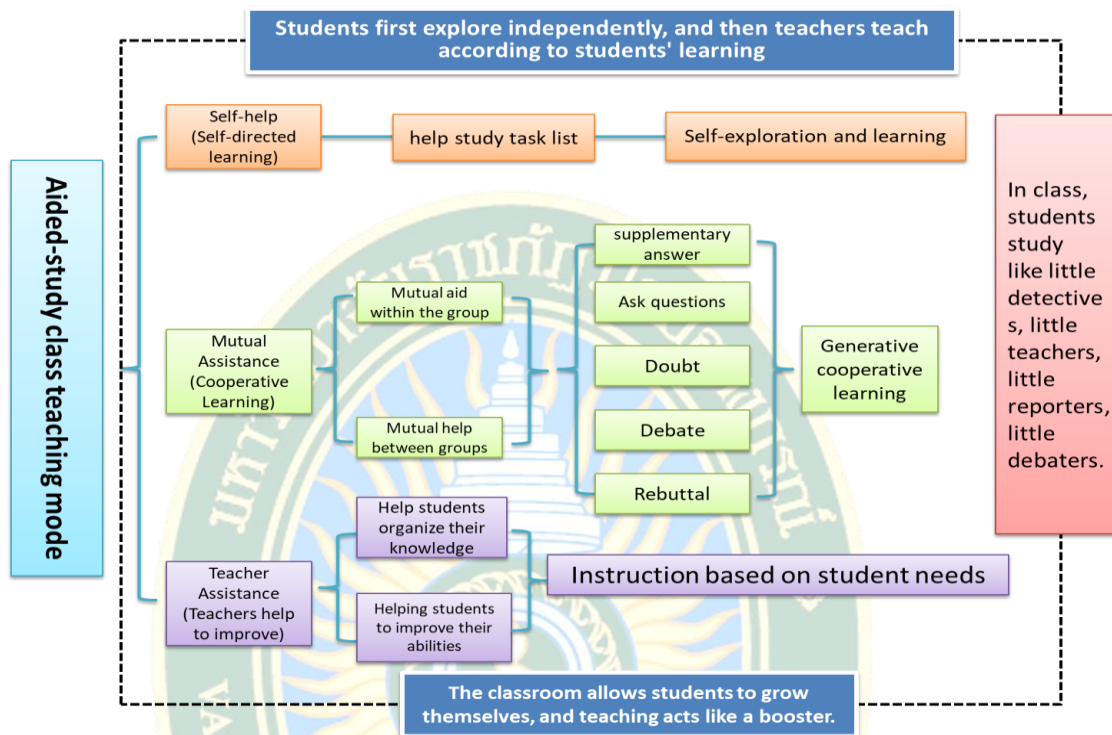 Students first explore independently, and then teachers teach
according to students' learning
Aided-study class teaching mode
Self-help
(Self-directed
learning)
help study task list
Self-exploration and learning
Mutual
Assistance
(Cooperative
Learning)
Mutual aid
within the group
Mutual help
between groups
supplementary
answer
Ask questions
Doubt
Debate
Rebuttal
Generative
cooperative
learning
Teacher
Assistance
(Teachers help
to improve)
Help students
organize their
knowledge
Helping students
to improve their
abilities
Instruction based on student needs
In class,
students
study
like little
detective
s, little
teachers,
little
reporters,
little
debaters.
The classroom allows students to grow
themselves, and teaching acts like a booster.